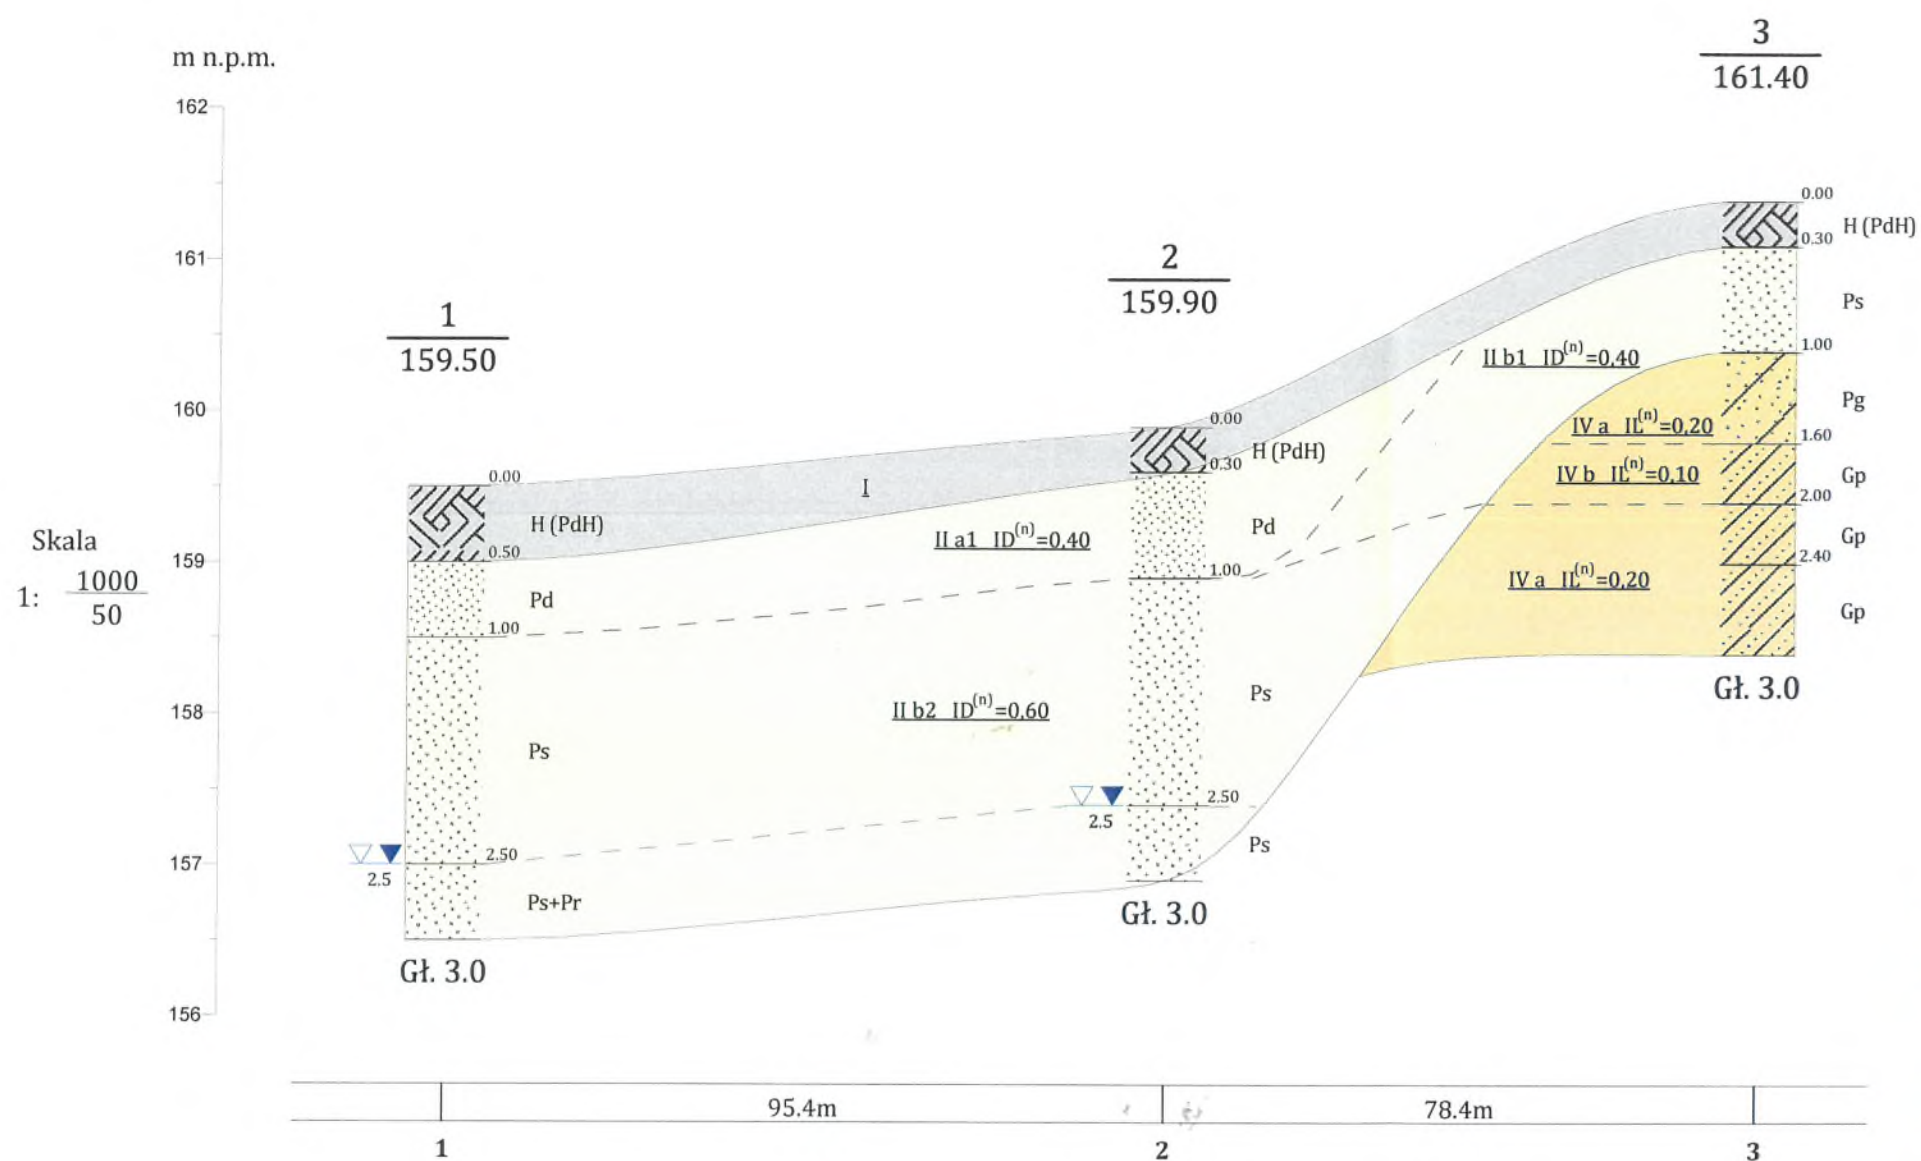 m n.p.m.
162
161
160
159
158
157
156
Skala
1: 1000
50
1
159.50
0.00
H (PdH)
0.50
Pd
1.00
Ps
2.50
2.5
Ps+Pr
Gł. 3.0
I
II a1 ID(n)=0,40
II b2 ID(n)=0,60
2
159.90
0.00
H (PdH)
0.30
Pd
1.00
Ps
2.50
2.5
Ps
Gł. 3.0
II b1 ID(n)=0,40
IV a IL(n)=0,20
IV b IL(n)=0,10
IV a IL(n)=0,20
3
161.40
0.00
H (PdH)
0.30
Ps
1.00
Pg
1.60
Gp
2.00
Gp
2.40
Gp
Gł. 3.0
95.4m
78.4m
1
2
3